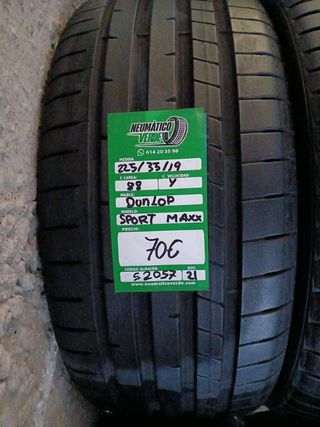 NEUMÁTICO
VERDE
614 20 35 98
MEDIDA
225/35/19
C.CARGA: C. VELOCIDAD:
88 Y
MARCA:
DUNLOP
MODELO:
SPORT MAXX
PRECIO:
70€
CÓDIGO ALMACÉN DOT
S2057 21
www.neumaticoverde.com